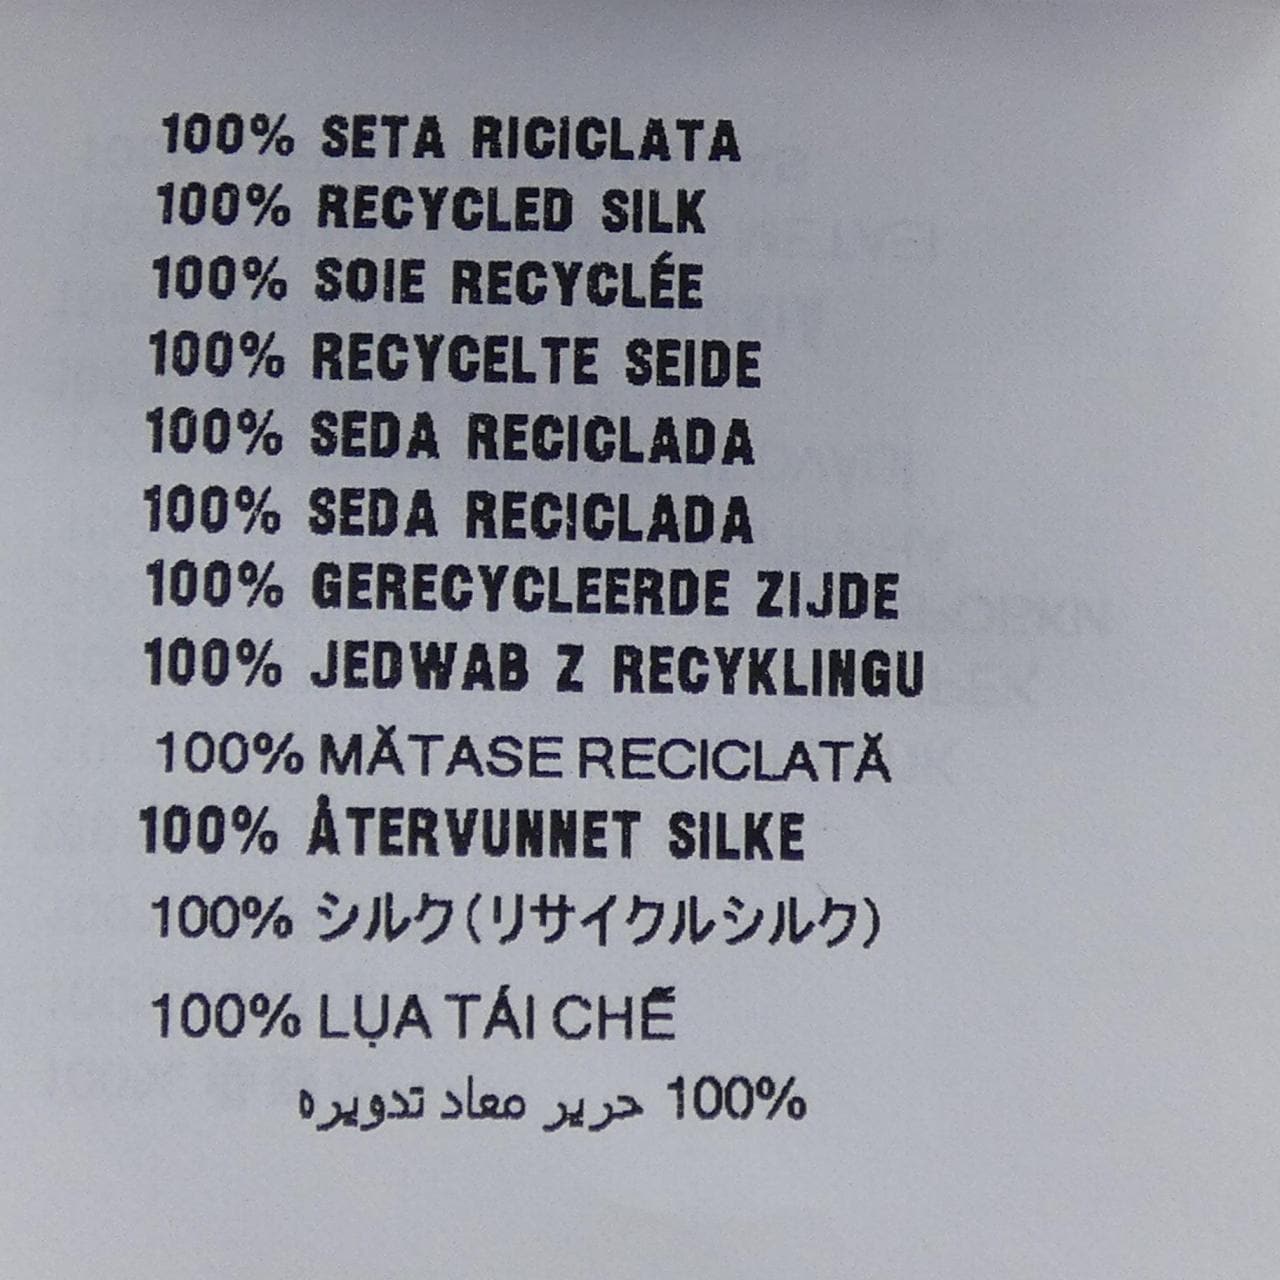 100% SETA RICICLATA
100% RECYCLED SILK
100% SOIE RECYCLÉE
100% RECYCELTE SEIDE
100% SEDA RECICLADA
100% SEDA RECICLADA
100% GERECYCLEERDE ZIJDE
100% JEDWAB Z RECYKLINGU
100% MĂTASE RECICLATĂ
100% ÅTERVUNNET SILKE
100% シルク(リサイクルシルク)
100% LỤA TÁI CHẾ
100% حرير معاد تدويره